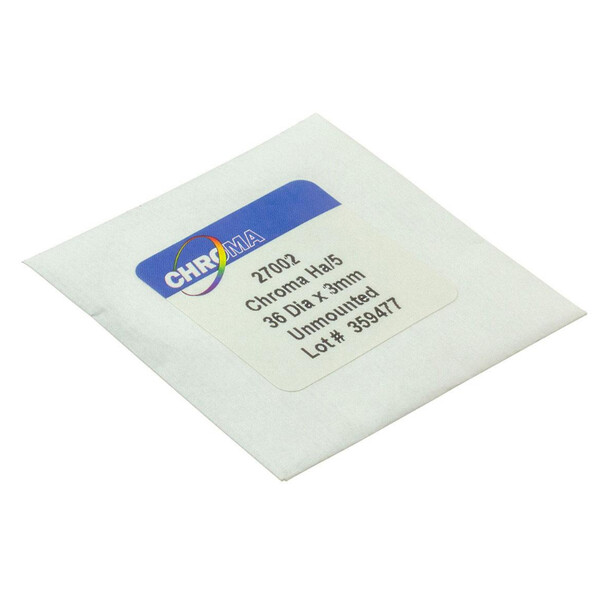 CHROMA
27002
Chroma Ha/5
36 Dia x 3mm
Unmounted
Lot # 359477